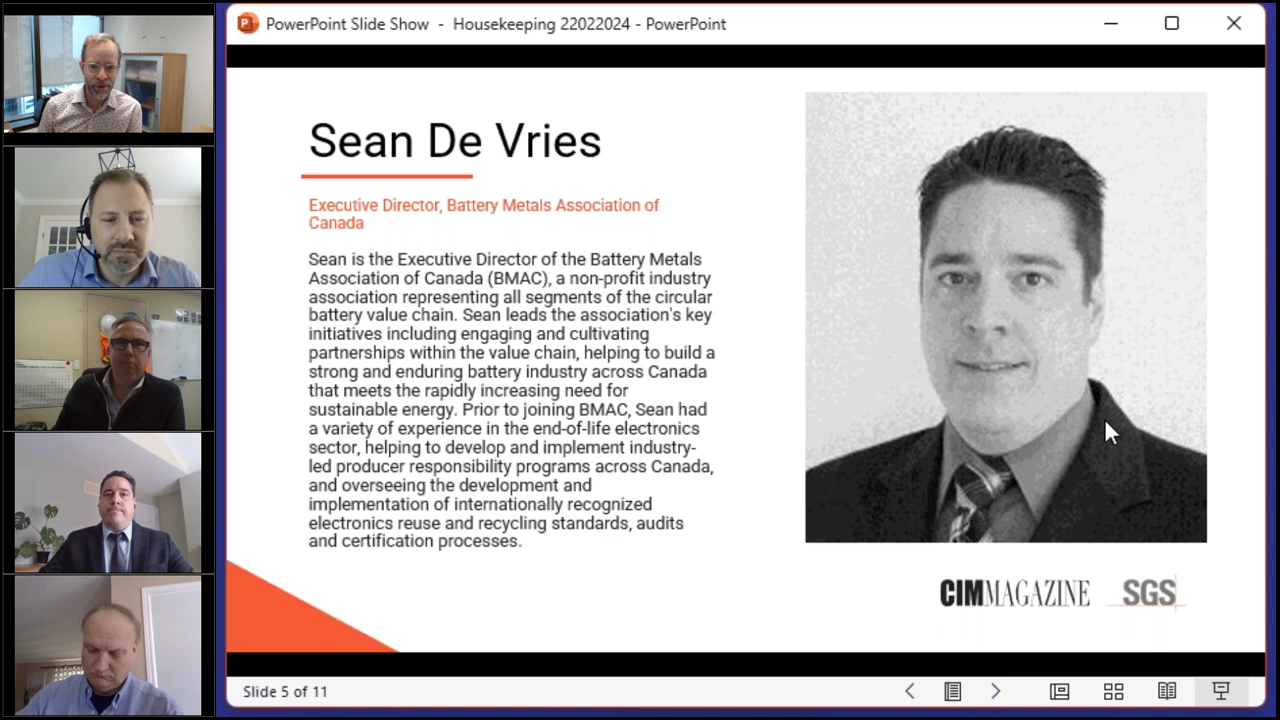 PowerPoint Slide Show - Housekeeping 22022024 - PowerPoint
Sean De Vries
Executive Director, Battery Metals Association of
Canada
Sean is the Executive Director of the Battery Metals
Association of Canada (BMAC), a non-profit industry
association representing all segments of the circular
battery value chain. Sean leads the association's key
initiatives including engaging and cultivating
partnerships within the value chain, helping to build a
strong and enduring battery industry across Canada
that meets the rapidly increasing need for
sustainable energy. Prior to joining BMAC, Sean had
a variety of experience in the end-of-life electronics
sector, helping to develop and implement industry-
led producer responsibility programs across Canada,
and overseeing the development and
implementation of internationally recognized
electronics reuse and recycling standards, audits
and certification processes.
CIMMAGAZINE SGS
Slide 5 of 11